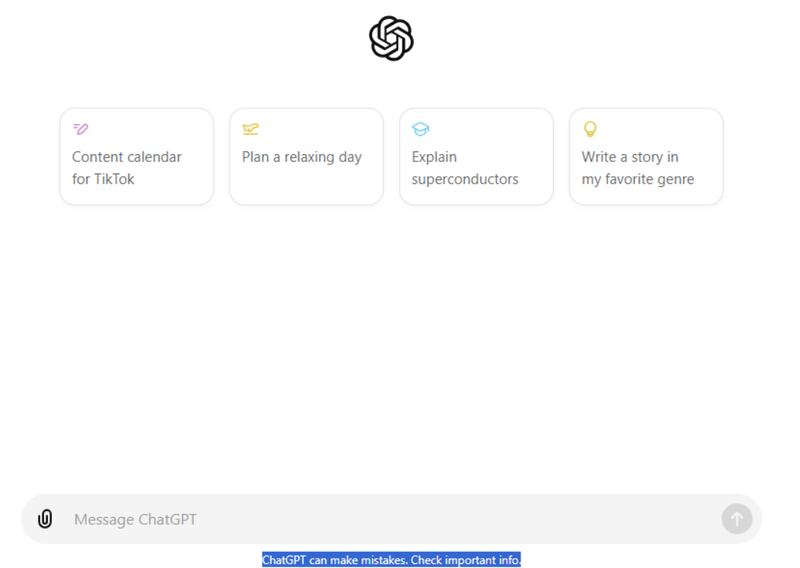 Content calendar
for TikTok
Plan a relaxing day
Explain
superconductors
Write a story in
my favorite genre
Message ChatGPT
ChatGPT can make mistakes. Check important info.